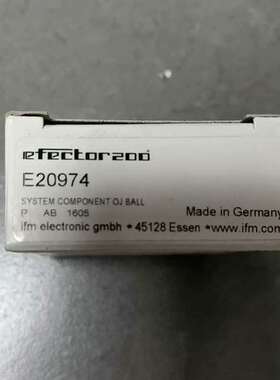 efector200
E20974
SYSTEM COMPONENT OJ BALL
P AB 1605
Made in Germany
ifm electronic gmbh • 45128 Essen • www.ifm.com